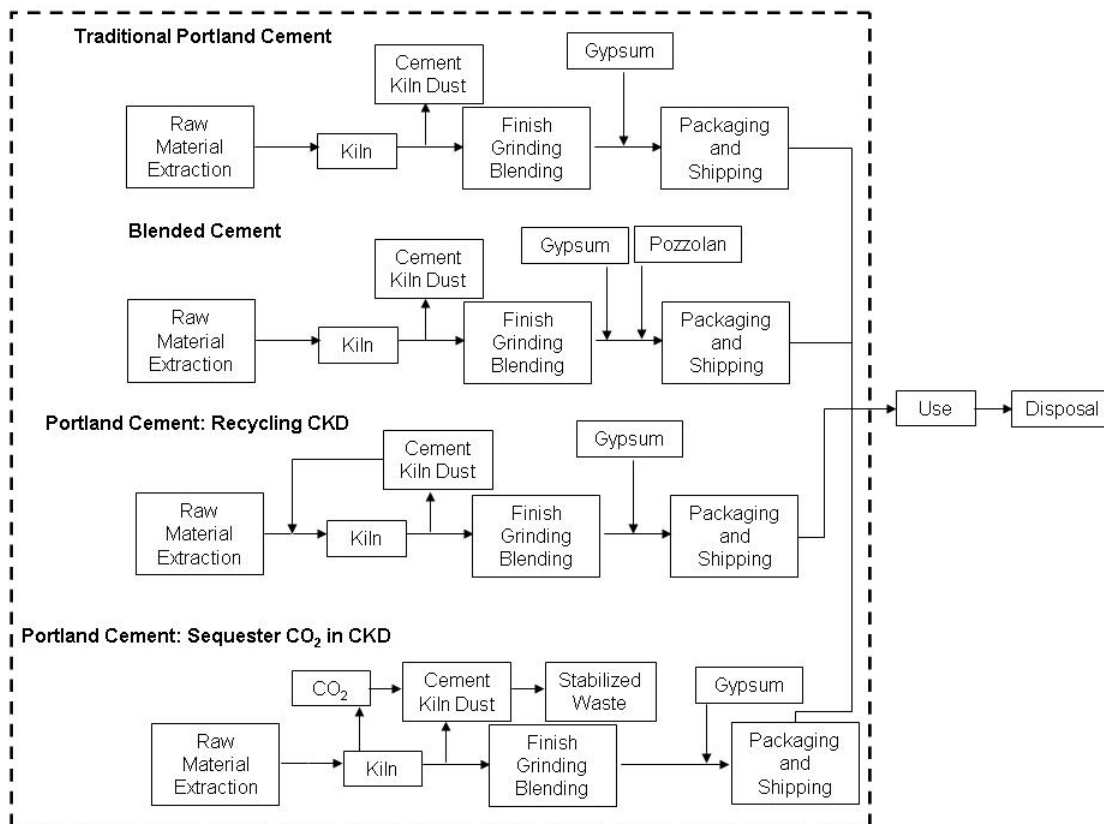 Traditional Portland Cement
Cement
Kiln Dust
Gypsum
Raw
Material
Extraction
Kiln
Finish
Grinding
Blending
Packaging
and
Shipping
Blended Cement
Cement
Kiln Dust
Gypsum
Pozzolan
Raw
Material
Extraction
Kiln
Finish
Grinding
Blending
Packaging
and
Shipping
Use
Disposal
Portland Cement: Recycling CKD
Cement
Kiln Dust
Gypsum
Raw
Material
Extraction
Kiln
Finish
Grinding
Blending
Packaging
and
Shipping
Portland Cement: Sequester CO₂ in CKD
CO₂
Cement
Kiln Dust
Stabilized
Waste
Gypsum
Raw
Material
Extraction
Kiln
Finish
Grinding
Blending
Packaging
and
Shipping